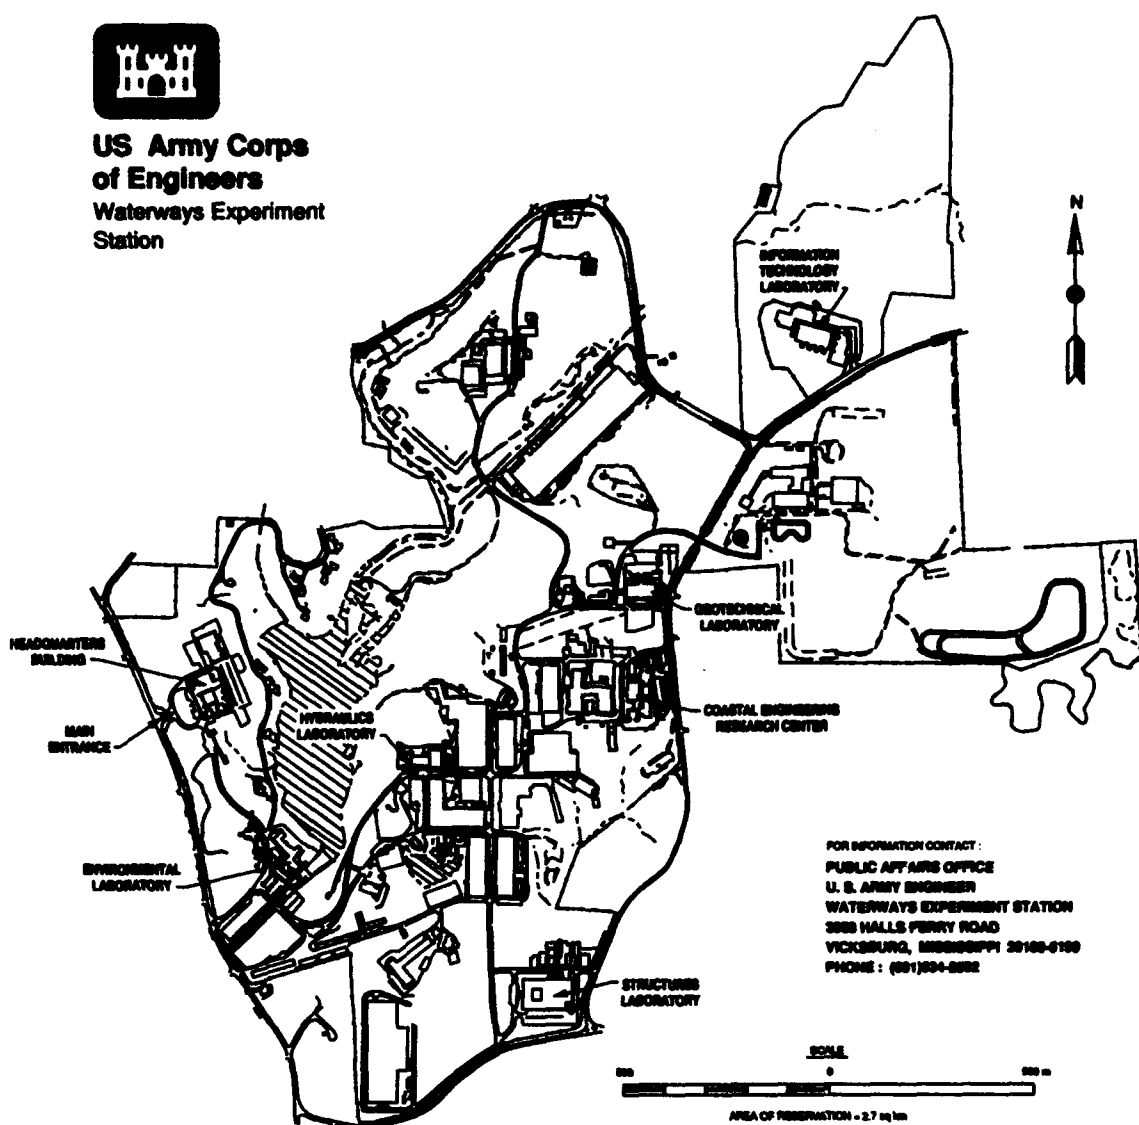 US Army Corps
of Engineers
Waterways Experiment
Station
N
INFORMATION
TECHNOLOGY
LABORATORY
HEADQUARTERS
BUILDING
MAIN
ENTRANCE
HYDRAULICS
LABORATORY
GEOTECHNICAL
LABORATORY
COASTAL ENGINEERING
RESEARCH CENTER
ENVIRONMENTAL
LABORATORY
STRUCTURES
LABORATORY
FOR INFORMATION CONTACT :
PUBLIC AFFAIRS OFFICE
U. S. ARMY ENGINEER
WATERWAYS EXPERIMENT STATION
HALLS FERRY ROAD
VICKSBURG, MISSISSIPPI
PHONE :
SCALE
0
m
AREA OF RESERVATION = 2.7 sq km